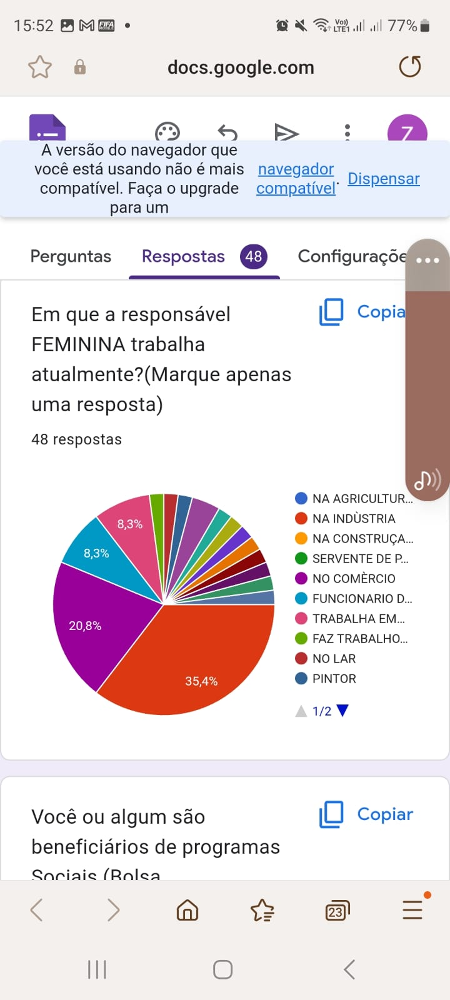 15:52
FIFA MOBILE
Vo)) LTE1
77%
docs.google.com
Z
A versão do navegador que
você está usando não é mais
compatível. Faça o upgrade
para um
navegador
compatível.
Dispensar
Perguntas
Respostas 48
Configuraçõe
Em que a responsável
FEMININA trabalha
atualmente?(Marque apenas
uma resposta)
Copia
48 respostas
8,3%
8,3%
20,8%
35,4%
NA AGRICULTUR...
NA INDÙSTRIA
NA CONSTRUÇA...
SERVENTE DE P...
NO COMÈRCIO
FUNCIONARIO D...
TRABALHA EM...
FAZ TRABALHO...
NO LAR
PINTOR
1/2
Você ou algum são
beneficiários de programas
Sociais (Bolsa
Copiar
23